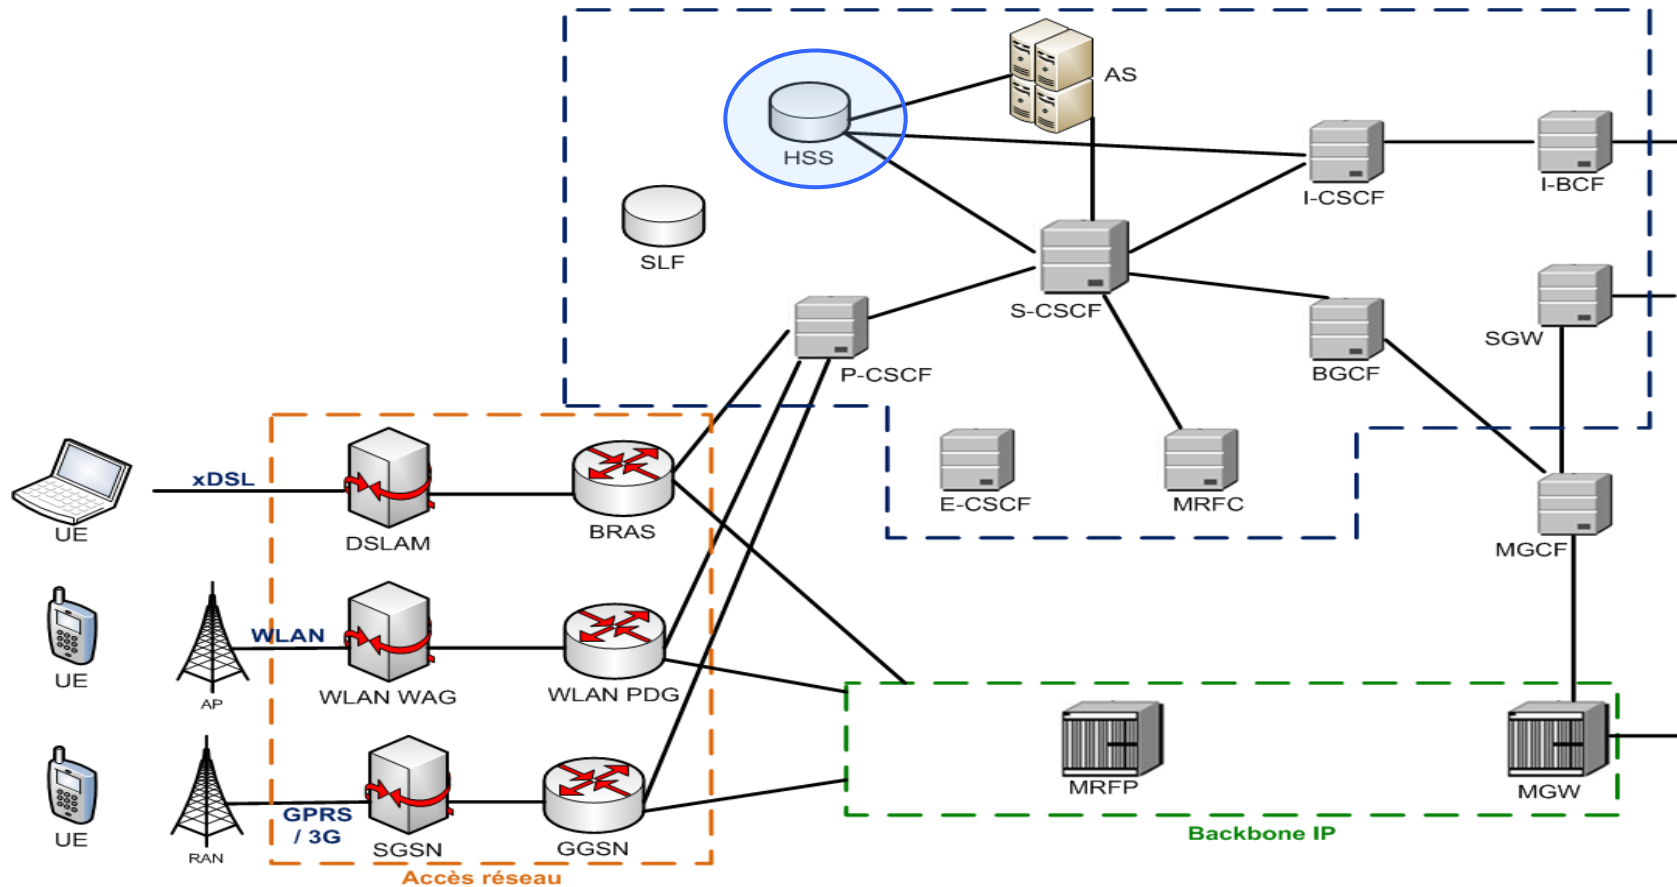 AS
HSS
I-CSCF
I-BCF
SLF
S-CSCF
SGW
P-CSCF
BGCF
xDSL
UE
DSLAM
BRAS
E-CSCF
MRFC
MGCF
WLAN
UE
AP
WLAN WAG
WLAN PDG
MRFP
MGW
GPRS
/ 3G
UE
RAN
SGSN
GGSN
Backbone IP
Accès réseau